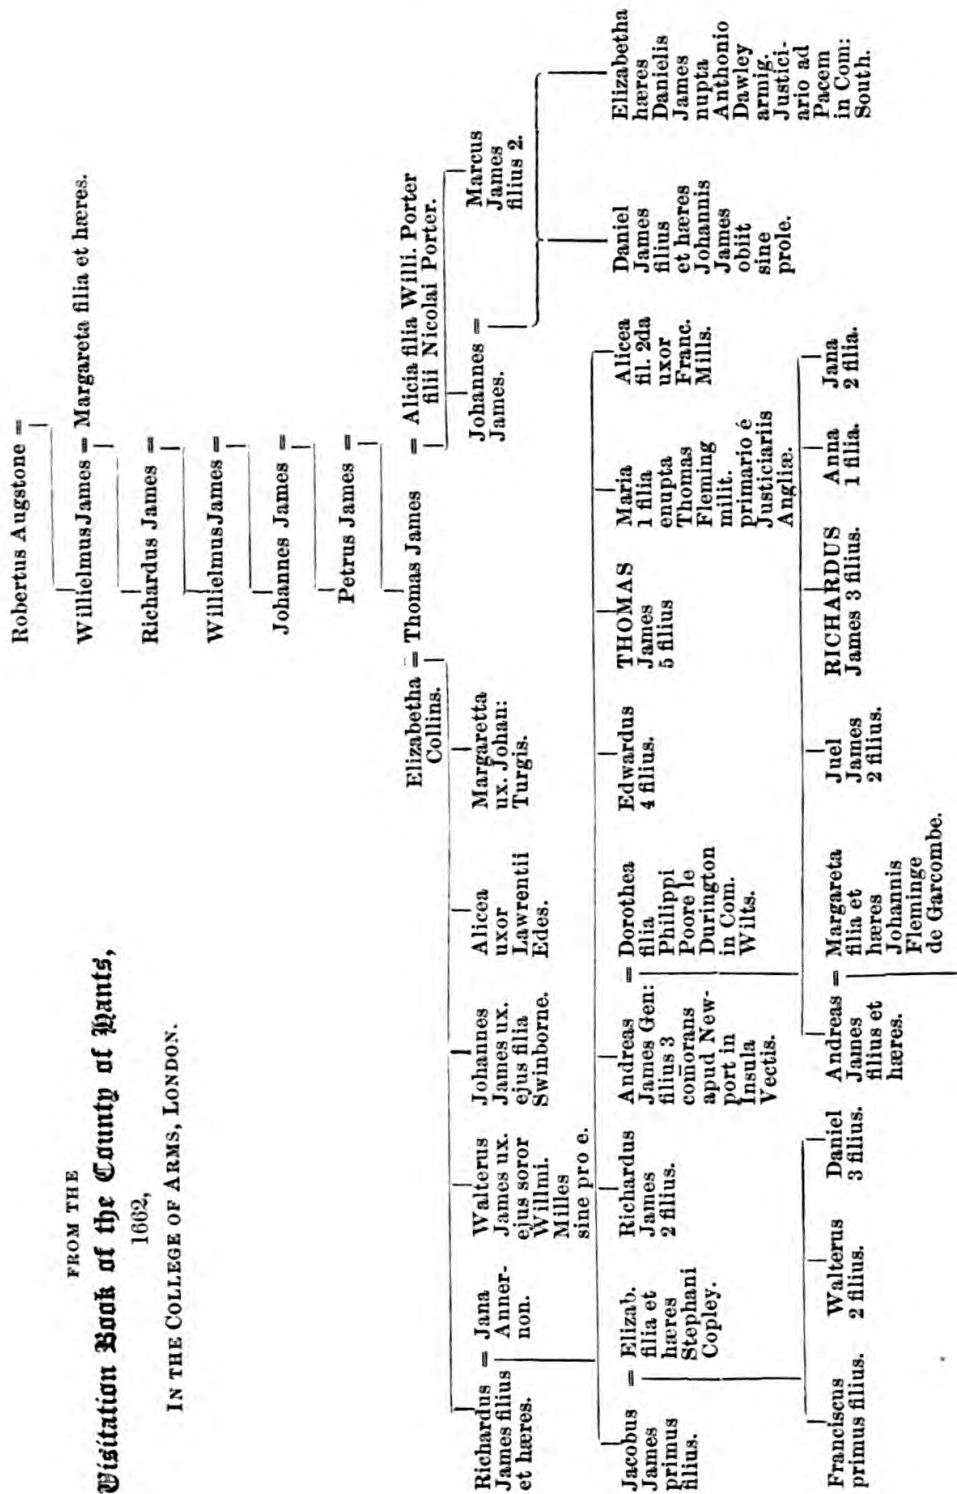 FROM THE
Visitation Book of the County of Hants,
1662,
IN THE COLLEGE OF ARMS, LONDON.
Robertus Augstone =
Willielmus James = Margareta filia et hæres.
Richardus James =
Willielmus James =
Johannes James =
Petrus James =
Elizabetha = Thomas James = Alicia filia Willi. Porter
Collins.
filii Nicolai Porter.
Richardus = Jana
James filius Anner-
et hæres. non.
Walterus
James ux.
ejus soror
Willmi.
Milles
sine pro e.
Johannes
James ux.
ejus filia
Swinborne.
Alicea
uxor
Lawrentii
Edes.
Margaretta
ux. Johan:
Turgis.
Johannes =
James.
Marcus
James
filius 2.
Jacobus = Elizab.
James filia et
primus hæres
filius. Stephani
Copley.
Richardus
James
2 filius.
Andreas = Dorothea
James Gen: filia
filius 3 Philippi
com̄orans Poore le
apud New- Durington
port in in Com.
Insula Wilts.
Vectis.
Edwardus
4 filius.
THOMAS
James
5 filius
Maria
1 filia
enupta
Thomas
Fleming
milit.
primario é
Justiciariis
Angliæ.
Alicea
fil. 2da
uxor
Franc.
Mills.
Daniel
James
filius
et hæres
Johannis
James
obiit
sine
prole.
Elizabetha
hæres
Danielis
James
nupta
Anthonio
Dawley
armig.
Justici-
ario ad
Pacem
in Com:
South.
Franciscus
primus filius.
Walterus
2 filius.
Daniel
3 filius.
Andreas = Margareta
James filia et
filius et hæres
hæres. Johannis
Fleminge
de Garcombe.
Juel
James
2 filius.
RICHARDUS
James 3 filius.
Anna
1 filia.
Jana
2 filia.